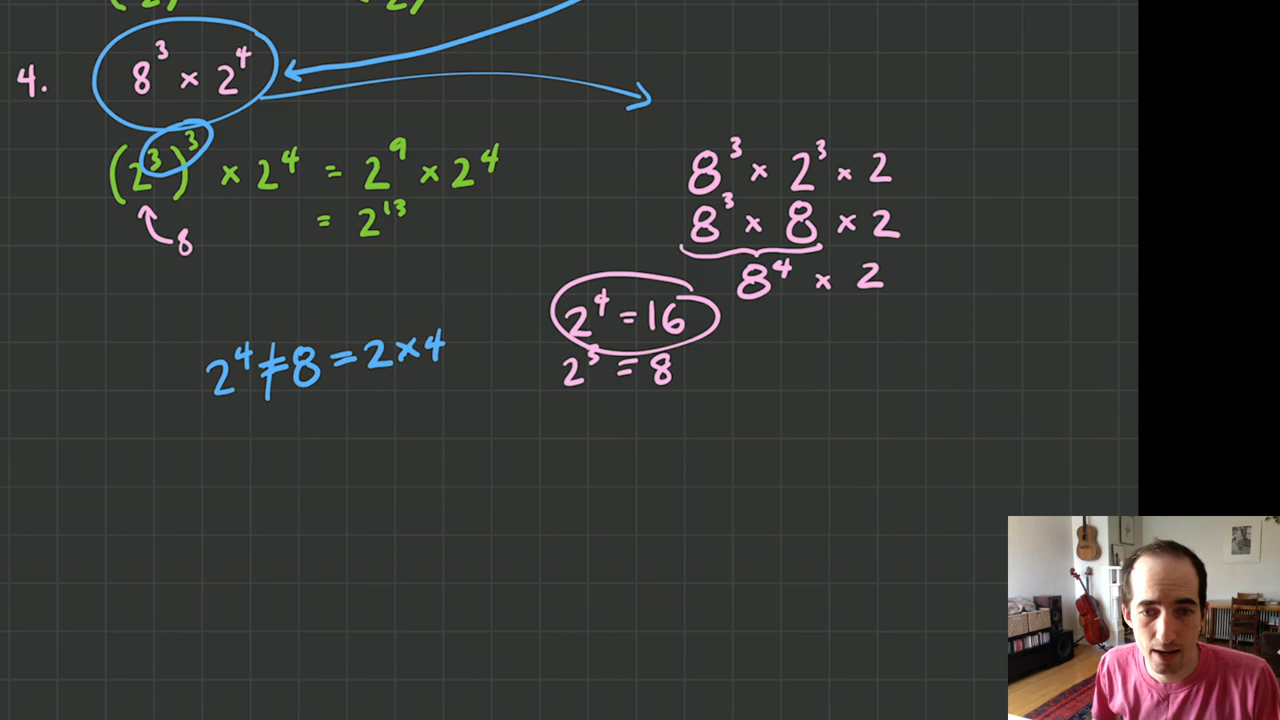 4. 8³ × 2⁴
(2³)³ × 2⁴ = 2⁹ × 2⁴
= 2¹³
8
2⁴ ≠ 8 = 2×4
8³ × 2³ × 2
8³ × 8 × 2
8⁴ × 2
2⁴ = 16
2³ = 8